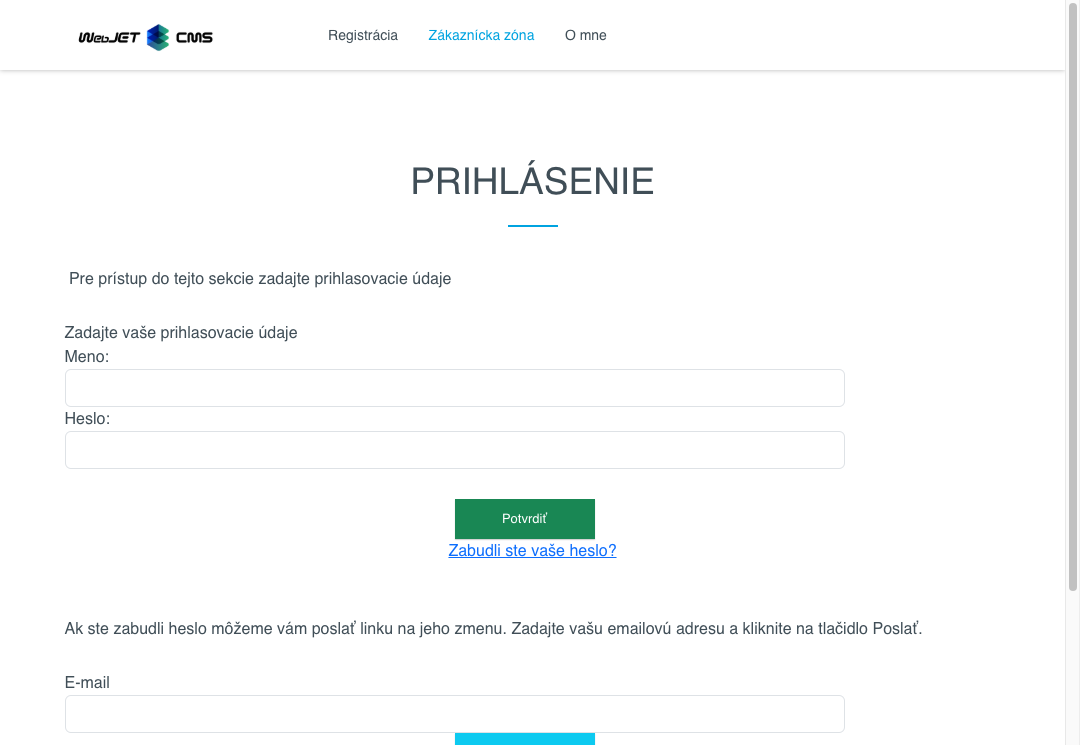 WebJET CMS
Registrácia Zákaznícka zóna O mne
PRIHLÁSENIE
Pre prístup do tejto sekcie zadajte prihlasovacie údaje
Zadajte vaše prihlasovacie údaje
Meno:
Heslo:
Potvrdiť
Zabudli ste vaše heslo?
Ak ste zabudli heslo môžeme vám poslať linku na jeho zmenu. Zadajte vašu emailovú adresu a kliknite na tlačidlo Poslať.
E-mail